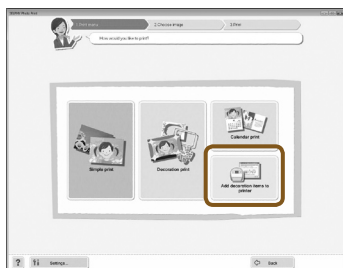 1.Print menu
2.Choose image
3.Print
How would you like to print?
Simple print
Decoration print
Calendar print
Add decoration items to
printer
?
Settings...
Back